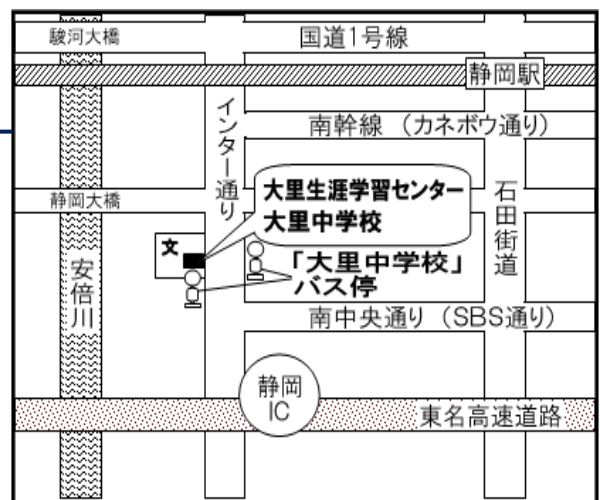 駿河大橋
国道1号線
静岡駅
インター通り
南幹線 （カネボウ通り）
静岡大橋
大里生涯学習センター
大里中学校
石田街道
文
「大里中学校」
バス停
安倍川
南中央通り （SBS通り）
静岡
IC
東名高速道路